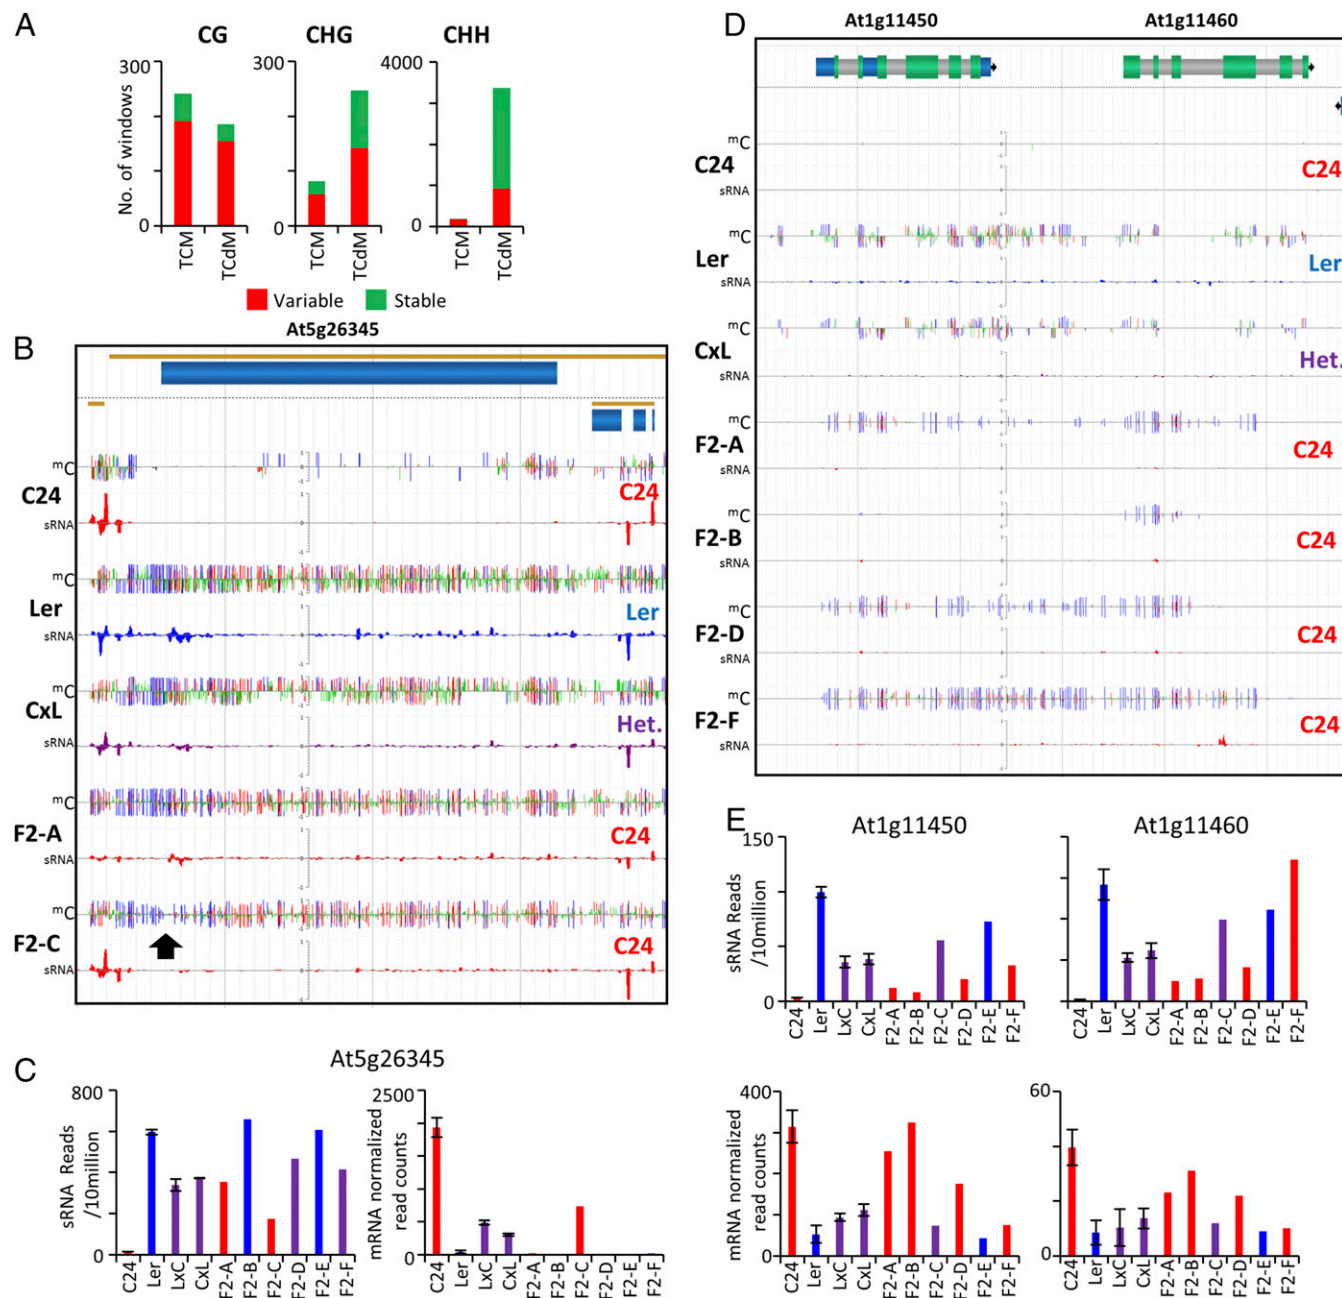 A
CG
CHG
CHH
300
300
4000
No. of windows
0
0
0
TCM
TCdM
TCM
TCdM
TCM
TCdM
Variable
Stable
B
At5g26345
mC
C24
C24
sRNA
mC
Ler
Ler
sRNA
mC
CxL
Het.
sRNA
mC
F2-A
C24
sRNA
mC
F2-C
C24
sRNA
C
At5g26345
800
sRNA Reads
/10million
0
C24
Ler
LxC
CxL
F2-A
F2-B
F2-C
F2-D
F2-E
F2-F
2500
mRNA normalized
read counts
0
C24
Ler
LxC
CxL
F2-A
F2-B
F2-C
F2-D
F2-E
F2-F
D
At1g11450
At1g11460
mC
C24
C24
sRNA
mC
Ler
Ler
sRNA
mC
CxL
Het.
sRNA
mC
F2-A
C24
sRNA
mC
F2-B
C24
sRNA
mC
F2-D
C24
sRNA
mC
F2-F
C24
sRNA
E
At1g11450
At1g11460
150
sRNA Reads
/10million
0
C24
Ler
LxC
CxL
F2-A
F2-B
F2-C
F2-D
F2-E
F2-F
C24
Ler
LxC
CxL
F2-A
F2-B
F2-C
F2-D
F2-E
F2-F
400
mRNA normalized
read counts
0
C24
Ler
LxC
CxL
F2-A
F2-B
F2-C
F2-D
F2-E
F2-F
60
0
C24
Ler
LxC
CxL
F2-A
F2-B
F2-C
F2-D
F2-E
F2-F